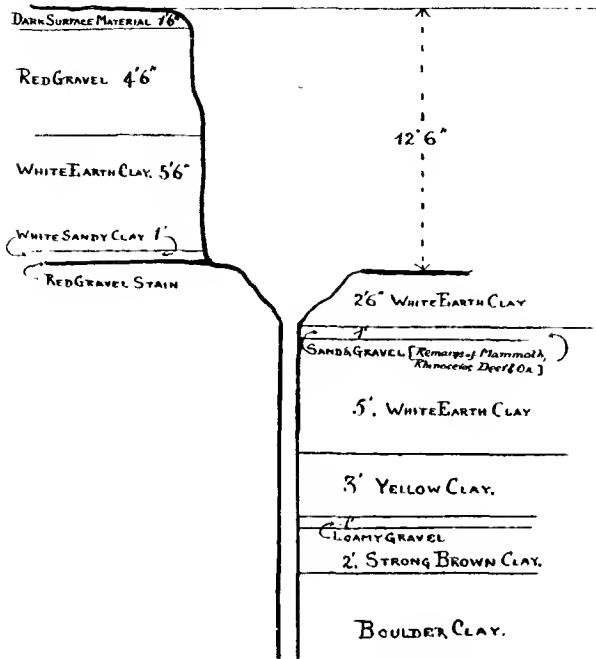 DARK SURFACE MATERIAL 1'6"
RED GRAVEL 4'6"
12'6"
WHITE EARTH CLAY. 5'6"
WHITE SANDY CLAY 1'
RED GRAVEL STAIN
2'6" WHITE EARTH CLAY
1'
SAND & GRAVEL [Remains of Mammoth,
Rhinoceros, Deer & Ox]
5'. WHITE EARTH CLAY
3' YELLOW CLAY.
1'
LOAMY GRAVEL
2'. STRONG BROWN CLAY.
BOULDER CLAY.